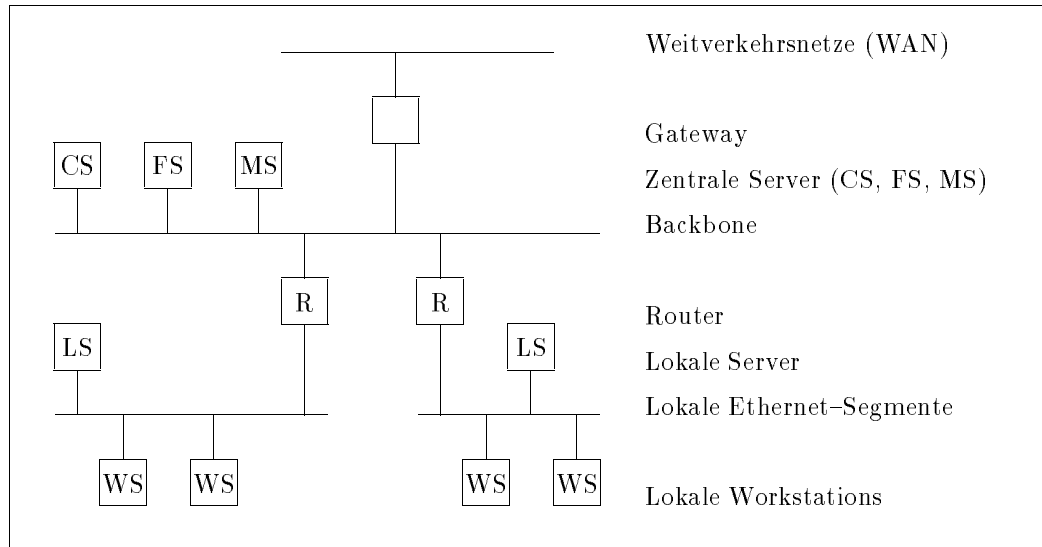 Weitverkehrsnetze (WAN)
Gateway
CS FS MS
Zentrale Server (CS, FS, MS)
Backbone
R R
Router
LS LS
Lokale Server
Lokale Ethernet–Segmente
WS WS WS WS
Lokale Workstations